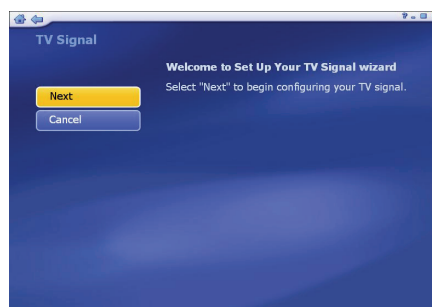 TV Signal
Welcome to Set Up Your TV Signal wizard
Select "Next" to begin configuring your TV signal.
Next
Cancel